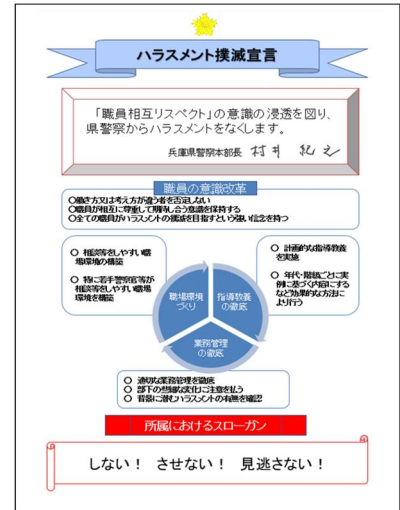 ハラスメント撲滅宣言
「職員相互リスペクト」の意識の浸透を図り、
県警察からハラスメントをなくします。
兵庫県警察本部長 村井 紀之
職員の意識改革
〇働き方又は考え方が違う者を否定しない
〇職員が相互に尊重して期待し合う意識を保持する
〇全ての職員がハラスメントの撲滅を目指すという強い信念を持つ
〇 相談等をしやすい職
場環境の構築
〇 特に若手警察官等が
相談等をしやすい職場
環境を構築
〇 計画的な指導教養
を実施
〇 年代・階級ごとに実
例に基づく内容にする
など効果的な方法に
より行う
職場環境
づくり
指導教養
の徹底
業務管理
の徹底
〇 適切な業務管理を徹底
〇 部下の些細な変化に注意を払う
〇 背景に潜むハラスメントの有無を確認
所属におけるスローガン
しない! させない! 見逃さない!